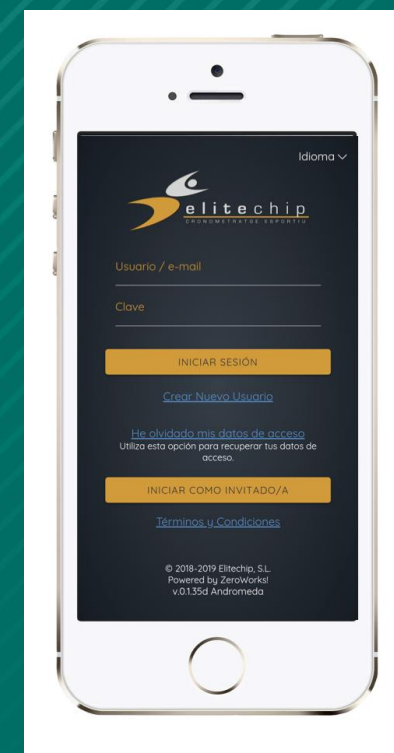 Idioma
elitechip
CRONOMETRATGE ESPORTIU
Usuario / e-mail
Clave
INICIAR SESIÓN
Crear Nuevo Usuario
He olvidado mis datos de acceso
Utiliza esta opción para recuperar tus datos de
acceso.
INICIAR COMO INVITADO/A
Términos y Condiciones
© 2018-2019 Elitechip, S.L.
Powered by ZeroWorks!
v.0.1.35d Andromeda